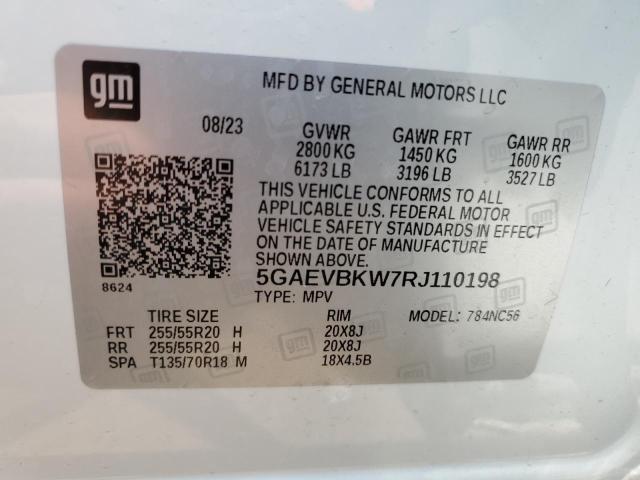 gm
MFD BY GENERAL MOTORS LLC
08/23
GVWR
2800 KG
6173 LB
GAWR FRT
1450 KG
3196 LB
GAWR RR
1600 KG
3527 LB
THIS VEHICLE CONFORMS TO ALL
APPLICABLE U.S. FEDERAL MOTOR
VEHICLE SAFETY STANDARDS IN EFFECT ON
THE DATE OF MANUFACTURE SHOWN ABOVE.
8624
5GAEVBKW7RJ110198
TYPE: MPV
MODEL: 784NC56
TIRE SIZE RIM
FRT 255/55R20 H 20X8J
RR 255/55R20 H 20X8J
SPA T135/70R18 M 18X4.5B